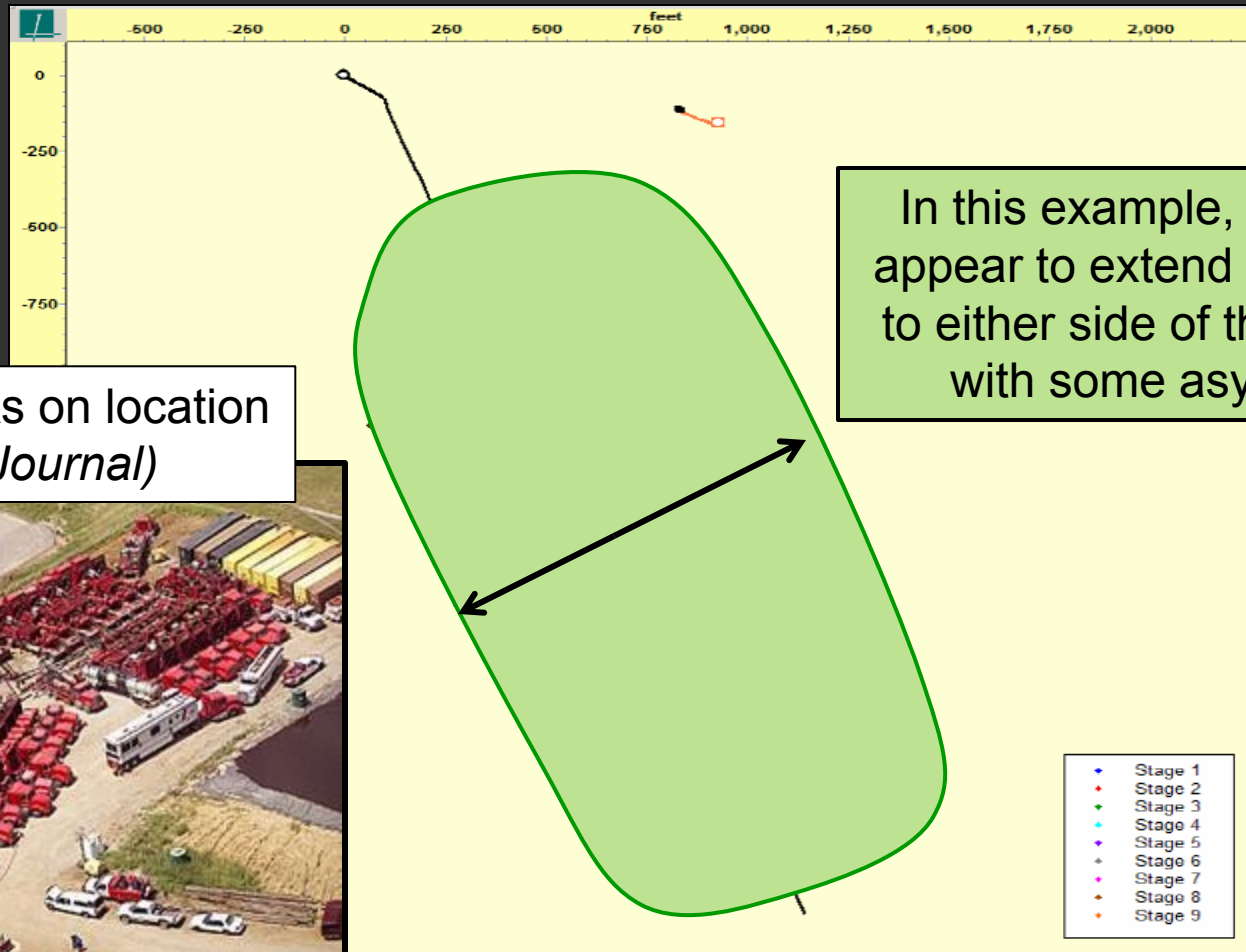 feet
-500 -250 0 250 500 750 1,000 1,250 1,500 1,750 2,000
0
-250
-500
-750
In this example,
appear to extend
to either side of th
with some asy
s on location
Journal)
Stage 1
Stage 2
Stage 3
Stage 4
Stage 5
Stage 6
Stage 7
Stage 8
Stage 9